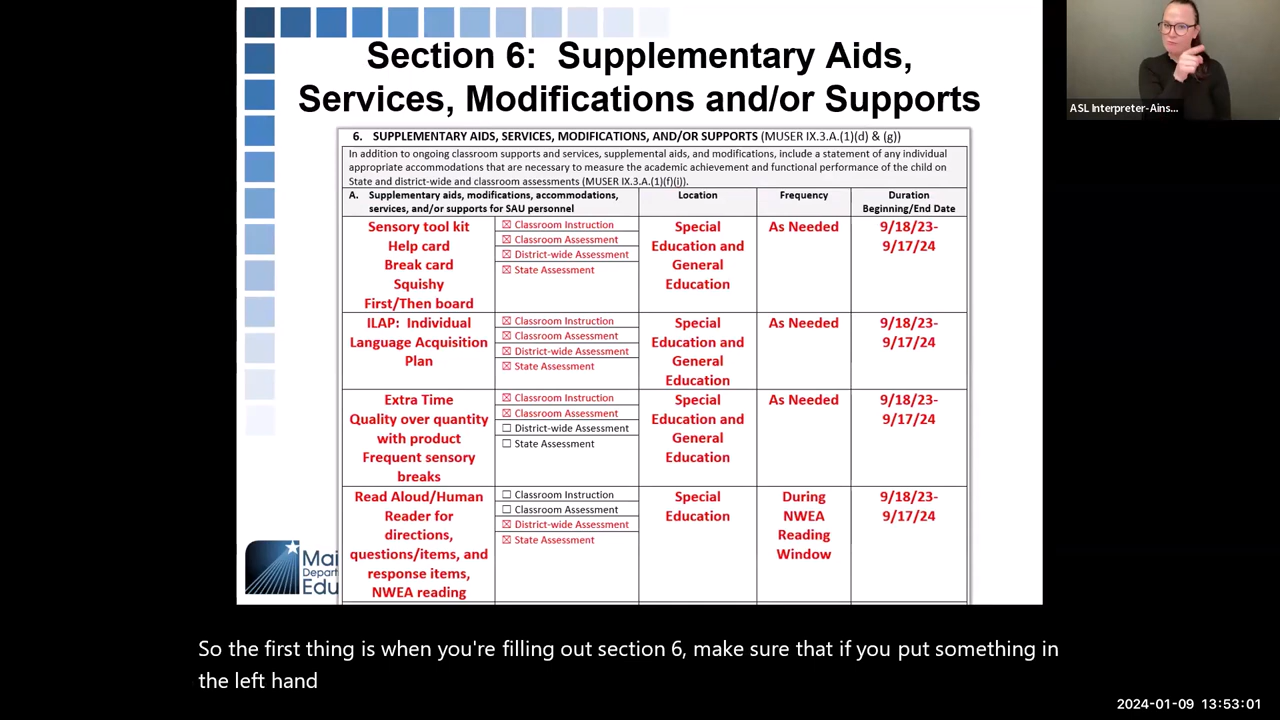 Section 6:  Supplementary Aids,
Services, Modifications and/or Supports
6. SUPPLEMENTARY AIDS, SERVICES, MODIFICATIONS, AND/OR SUPPORTS (MUSER IX.3.A.(1)(d) & (g))
In addition to ongoing classroom supports and services, supplemental aids, and modifications, include a statement of any individual
appropriate accommodations that are necessary to measure the academic achievement and functional performance of the child on
State and district-wide and classroom assessments (MUSER IX.3.A.(1)(f)(i)).
A. Supplementary aids, modifications, accommodations,
services, and/or supports for SAU personnel
Location
Frequency
Duration
Beginning/End Date
Sensory tool kit
Help card
Break card
Squishy
First/Then board
☒ Classroom Instruction
☒ Classroom Assessment
☒ District-wide Assessment
☒ State Assessment
Special
Education and
General
Education
As Needed
9/18/23-
9/17/24
ILAP: Individual
Language Acquisition
Plan
☒ Classroom Instruction
☒ Classroom Assessment
☒ District-wide Assessment
☒ State Assessment
Special
Education and
General
Education
As Needed
9/18/23-
9/17/24
Extra Time
Quality over quantity
with product
Frequent sensory
breaks
☒ Classroom Instruction
☒ Classroom Assessment
☐ District-wide Assessment
☐ State Assessment
Special
Education and
General
Education
As Needed
9/18/23-
9/17/24
Read Aloud/Human
Reader for
directions,
questions/items, and
response items,
NWEA reading
☐ Classroom Instruction
☐ Classroom Assessment
☒ District-wide Assessment
☒ State Assessment
Special
Education
During
NWEA
Reading
Window
9/18/23-
9/17/24
Mai
Depar
Edu
ASL Interpreter-Ains...
So the first thing is when you're filling out section 6, make sure that if you put something in
the left hand
2024-01-09 13:53:01